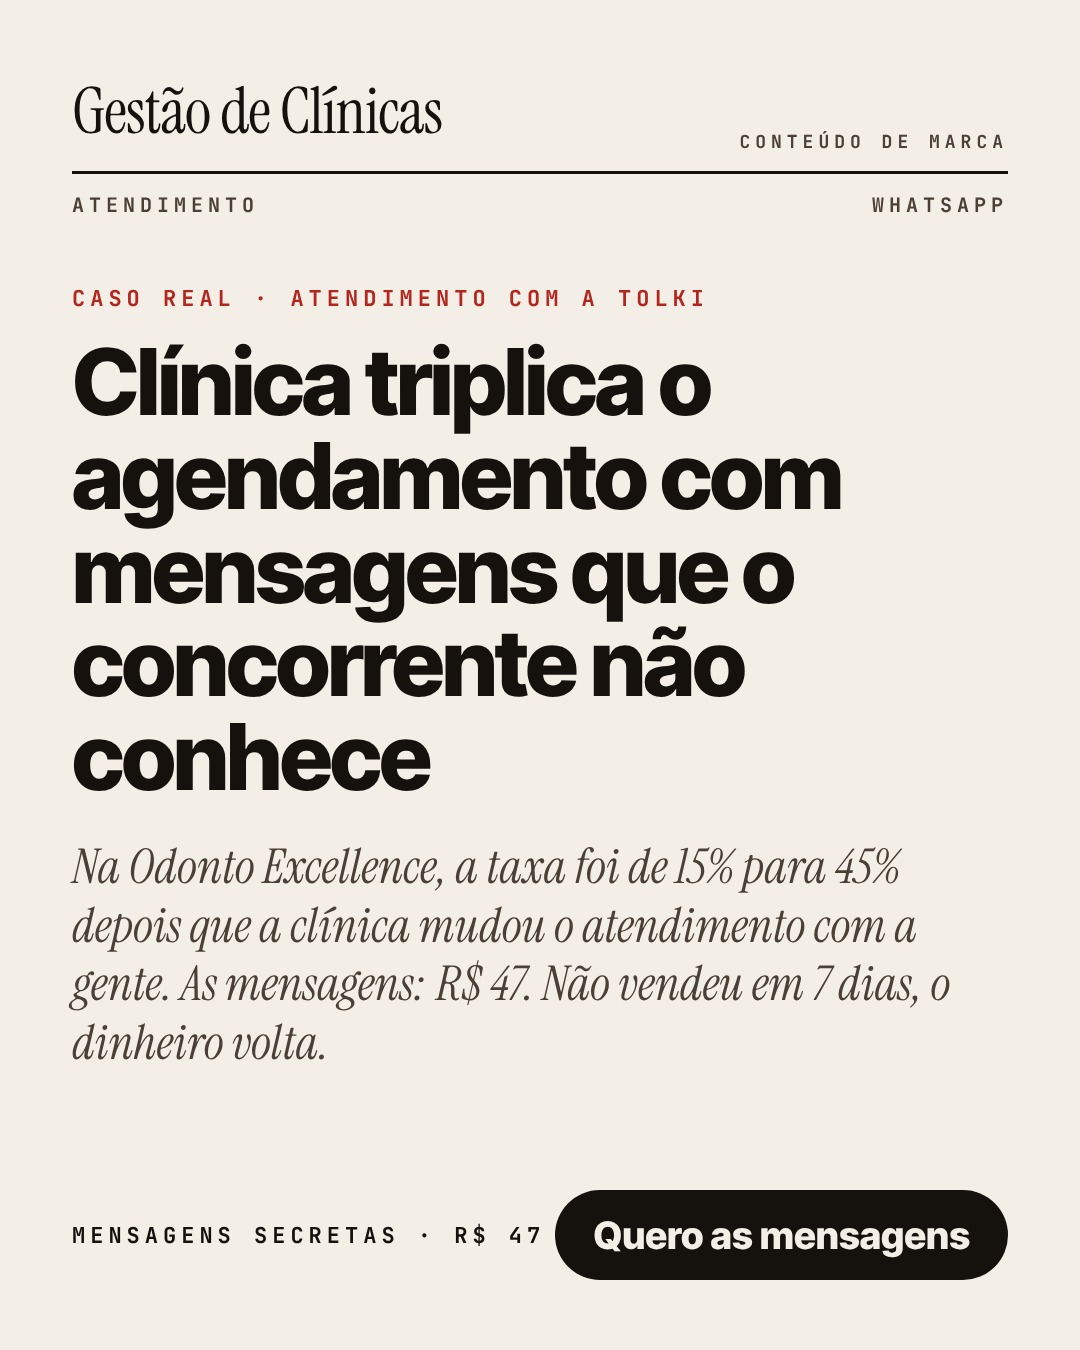 Gestão de Clínicas
CONTEÚDO DE MARCA
ATENDIMENTO
WHATSAPP
CASO REAL · ATENDIMENTO COM A TOLKI
Clínica triplica o
agendamento com
mensagens que o
concorrente não
conhece
Na Odonto Excellence, a taxa foi de 15% para 45%
depois que a clínica mudou o atendimento com a
gente. As mensagens: R$ 47. Não vendeu em 7 dias, o
dinheiro volta.
MENSAGENS SECRETAS · R$ 47
Quero as mensagens